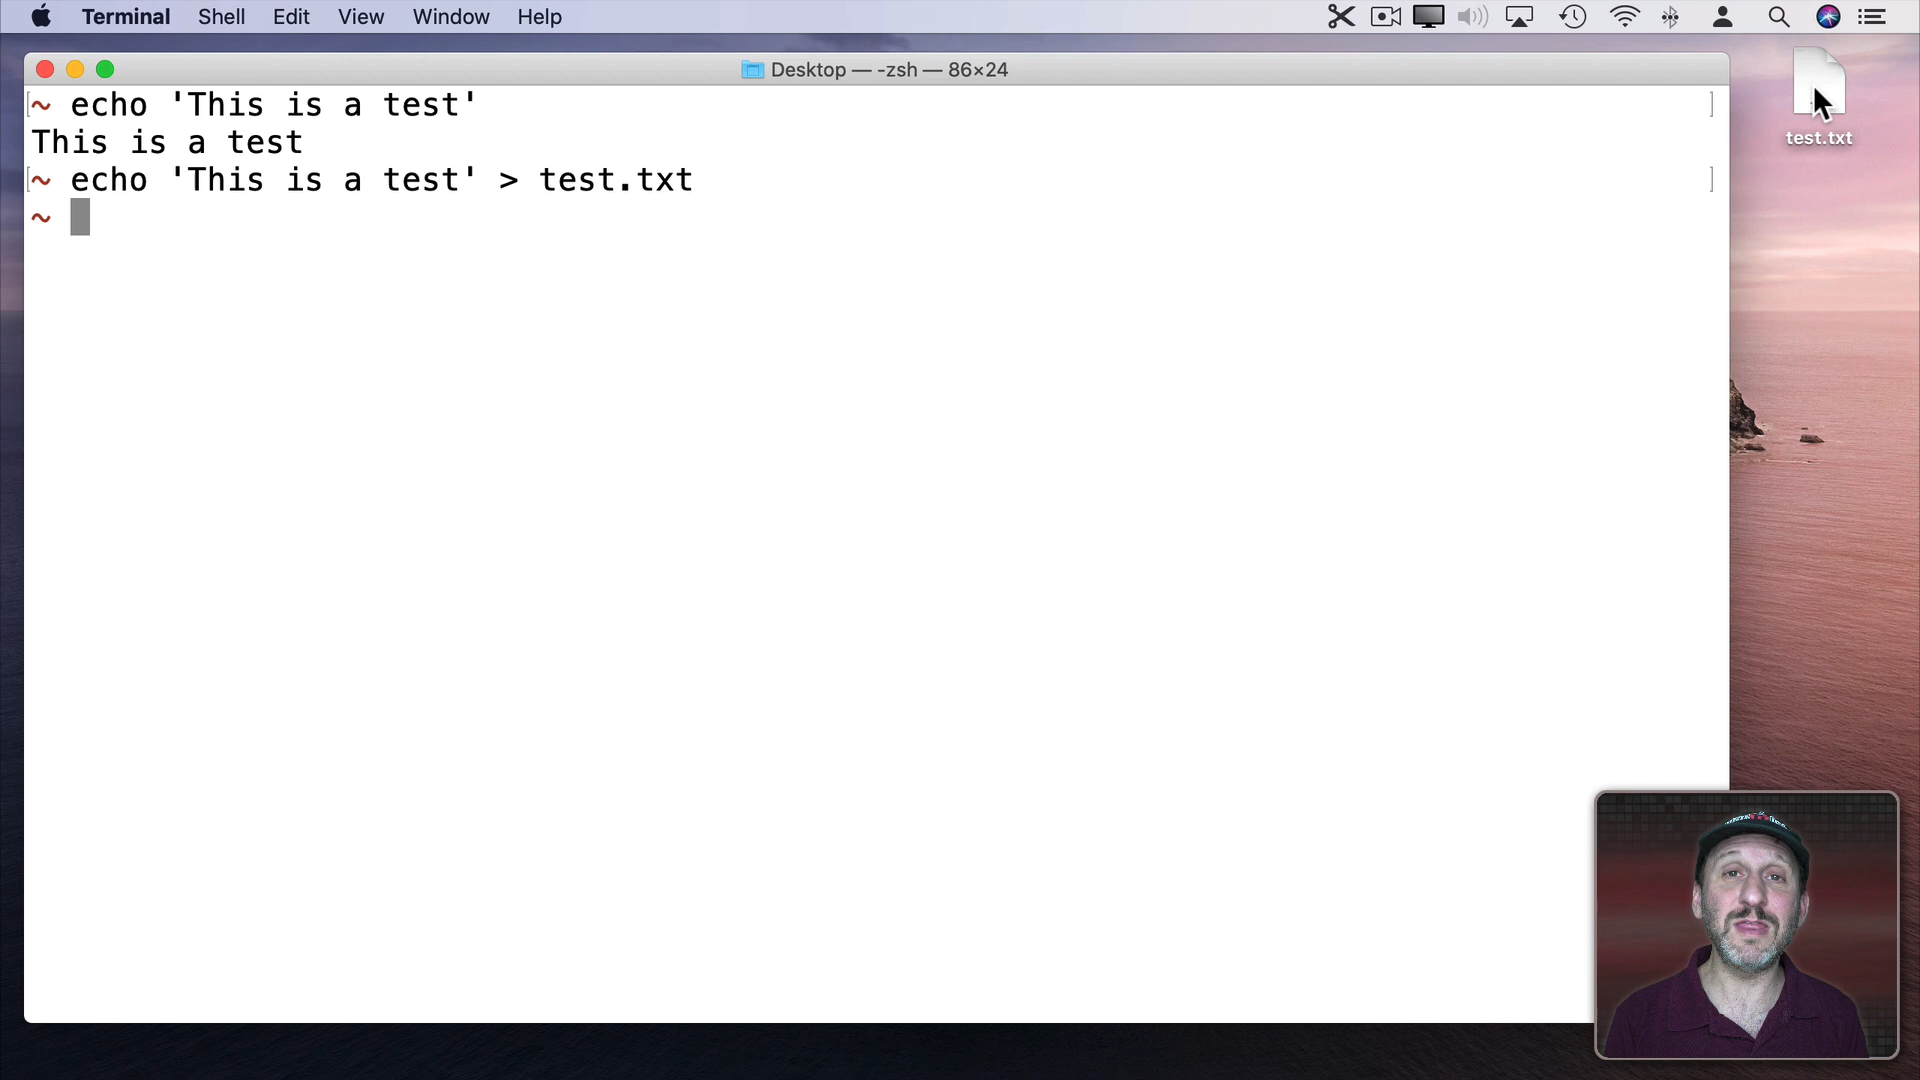 Terminal Shell Edit View Window Help
Desktop — -zsh — 86×24
[~ echo 'This is a test' ]
This is a test
[~ echo 'This is a test' > test.txt ]
~
test.txt